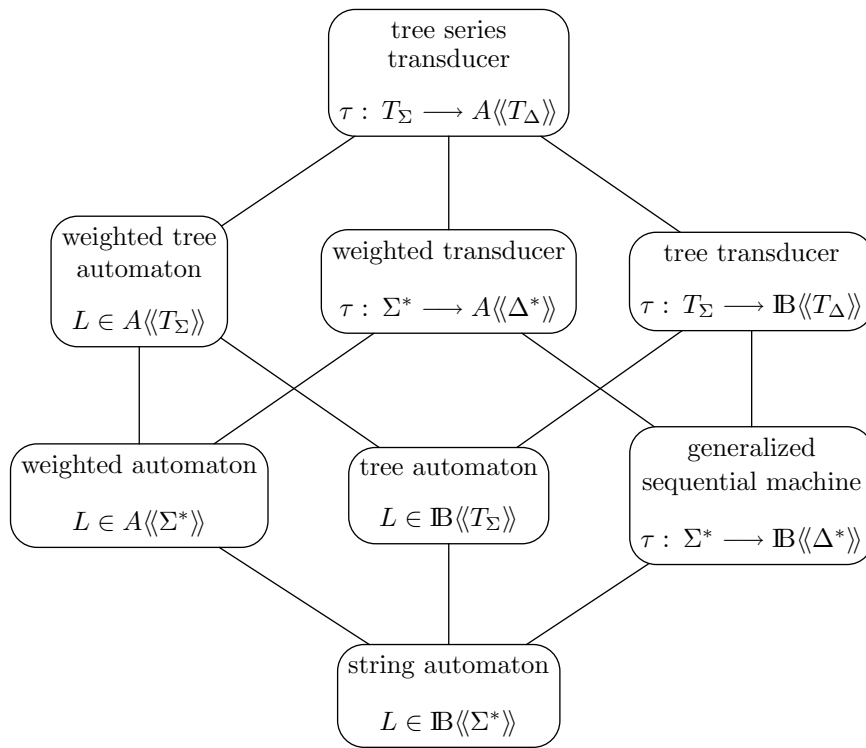 tree series
transducer
τ : T_Σ ⟶ A⟨⟨T_Δ⟩⟩
weighted tree
automaton
L ∈ A⟨⟨T_Σ⟩⟩
weighted transducer
τ : Σ* ⟶ A⟨⟨Δ*⟩⟩
tree transducer
τ : T_Σ ⟶ 𝔹⟨⟨T_Δ⟩⟩
weighted automaton
L ∈ A⟨⟨Σ*⟩⟩
tree automaton
L ∈ 𝔹⟨⟨T_Σ⟩⟩
generalized
sequential machine
τ : Σ* ⟶ 𝔹⟨⟨Δ*⟩⟩
string automaton
L ∈ 𝔹⟨⟨Σ*⟩⟩